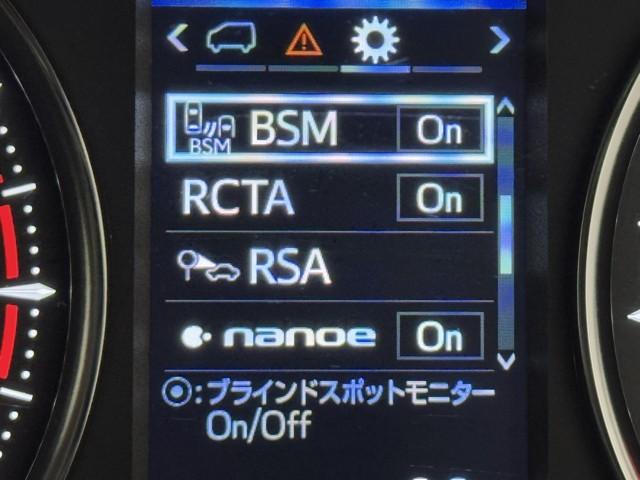 BSM BSM On
RCTA On
RSA
nanoe On
:ブラインドスポットモニター
On/Off